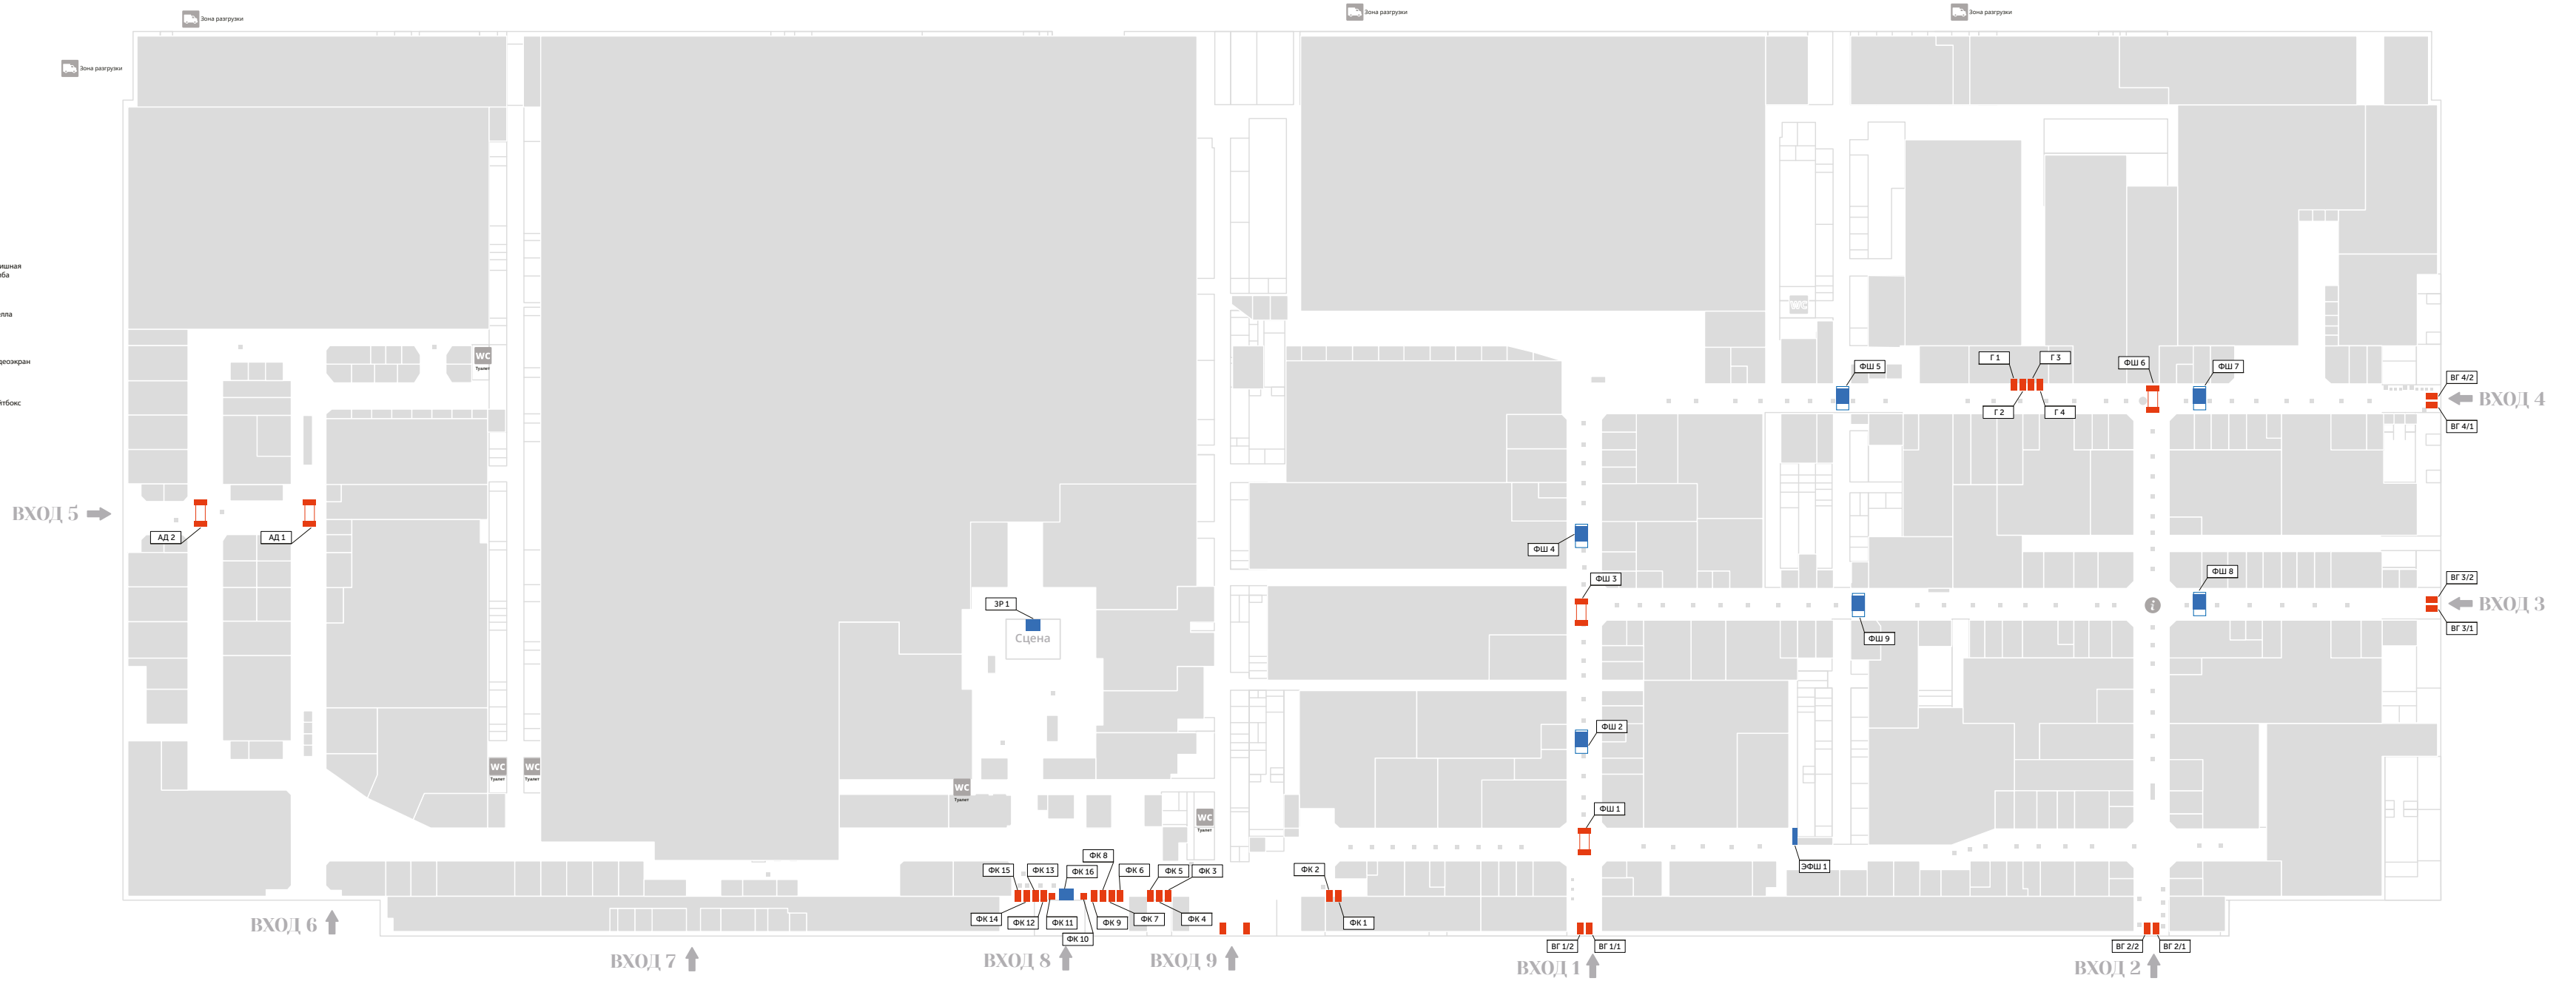 Зона разгрузки
Зона разгрузки
Зона разгрузки
Зона разгрузки
WC
ФШ 5
Г 1
Г 3
ФШ 6
ФШ 7
ВГ 4/2
WC
Туалет
ВХОД 4
Г 2
Г 4
ВГ 4/1
ВХОД 5
АД 2
АД 1
ФШ 4
ФШ 3
ФШ 8
ВГ 3/2
ЗР 1
Сцена
i
ВХОД 3
ФШ 9
ВГ 3/1
ФШ 2
WC
Туалет
WC
Туалет
WC
Туалет
WC
Туалет
ФШ 1
ЭФШ 1
ФК 15
ФК 13
ФК 16
ФК 8
ФК 6
ФК 5
ФК 3
ФК 2
ФК 14
ФК 12
ФК 11
ФК 10
ФК 9
ФК 7
ФК 4
ФК 1
ВХОД 6
ВГ 1/2
ВГ 1/1
ВГ 2/2
ВГ 2/1
ВХОД 7
ВХОД 8
ВХОД 9
ВХОД 1
ВХОД 2